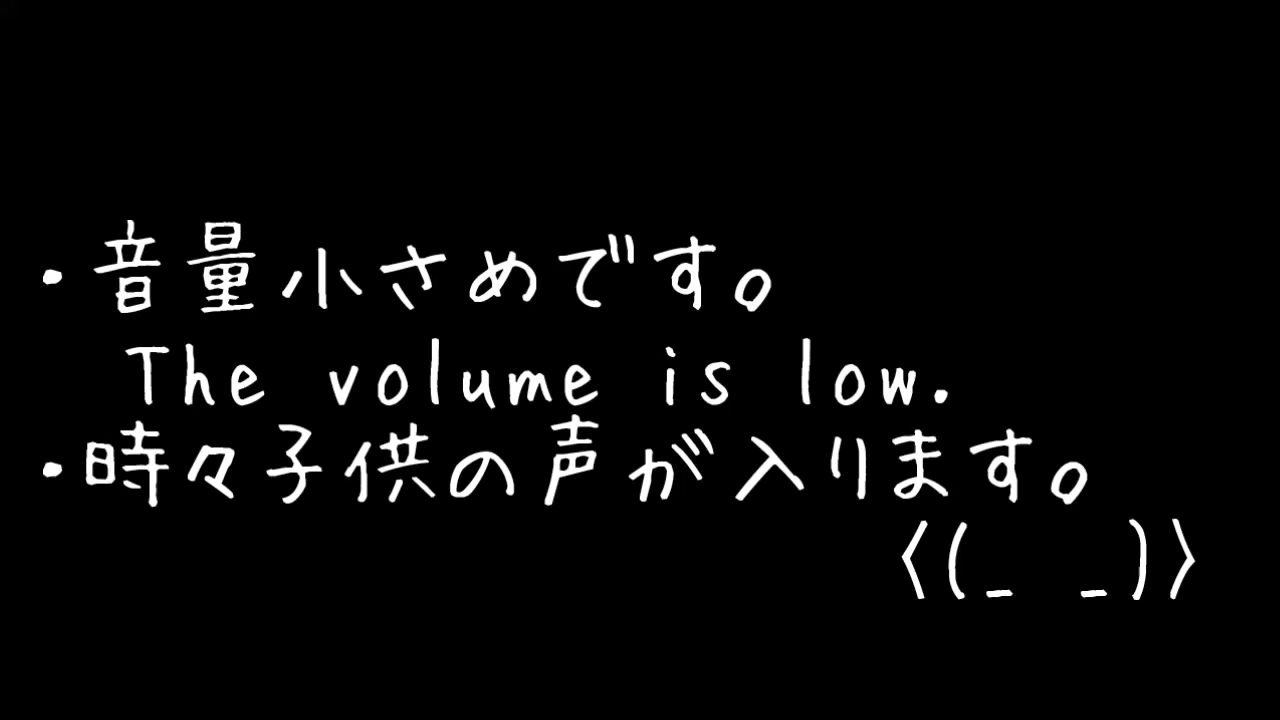 ・音量小さめです。
The volume is low.
・時々子供の声が入ります。
〈(_ _)〉